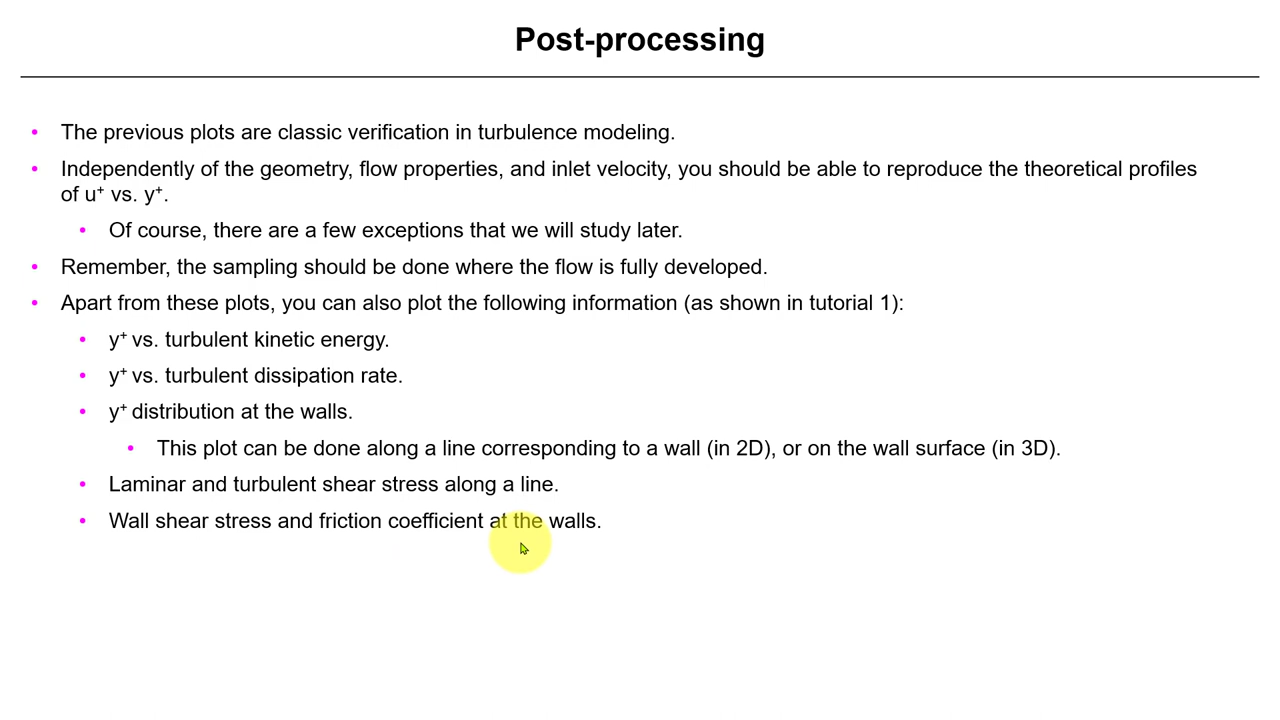 Post-processing
• The previous plots are classic verification in turbulence modeling.
• Independently of the geometry, flow properties, and inlet velocity, you should be able to reproduce the theoretical profiles
of u⁺ vs. y⁺.
• Of course, there are a few exceptions that we will study later.
• Remember, the sampling should be done where the flow is fully developed.
• Apart from these plots, you can also plot the following information (as shown in tutorial 1):
• y⁺ vs. turbulent kinetic energy.
• y⁺ vs. turbulent dissipation rate.
• y⁺ distribution at the walls.
• This plot can be done along a line corresponding to a wall (in 2D), or on the wall surface (in 3D).
• Laminar and turbulent shear stress along a line.
• Wall shear stress and friction coefficient at the walls.